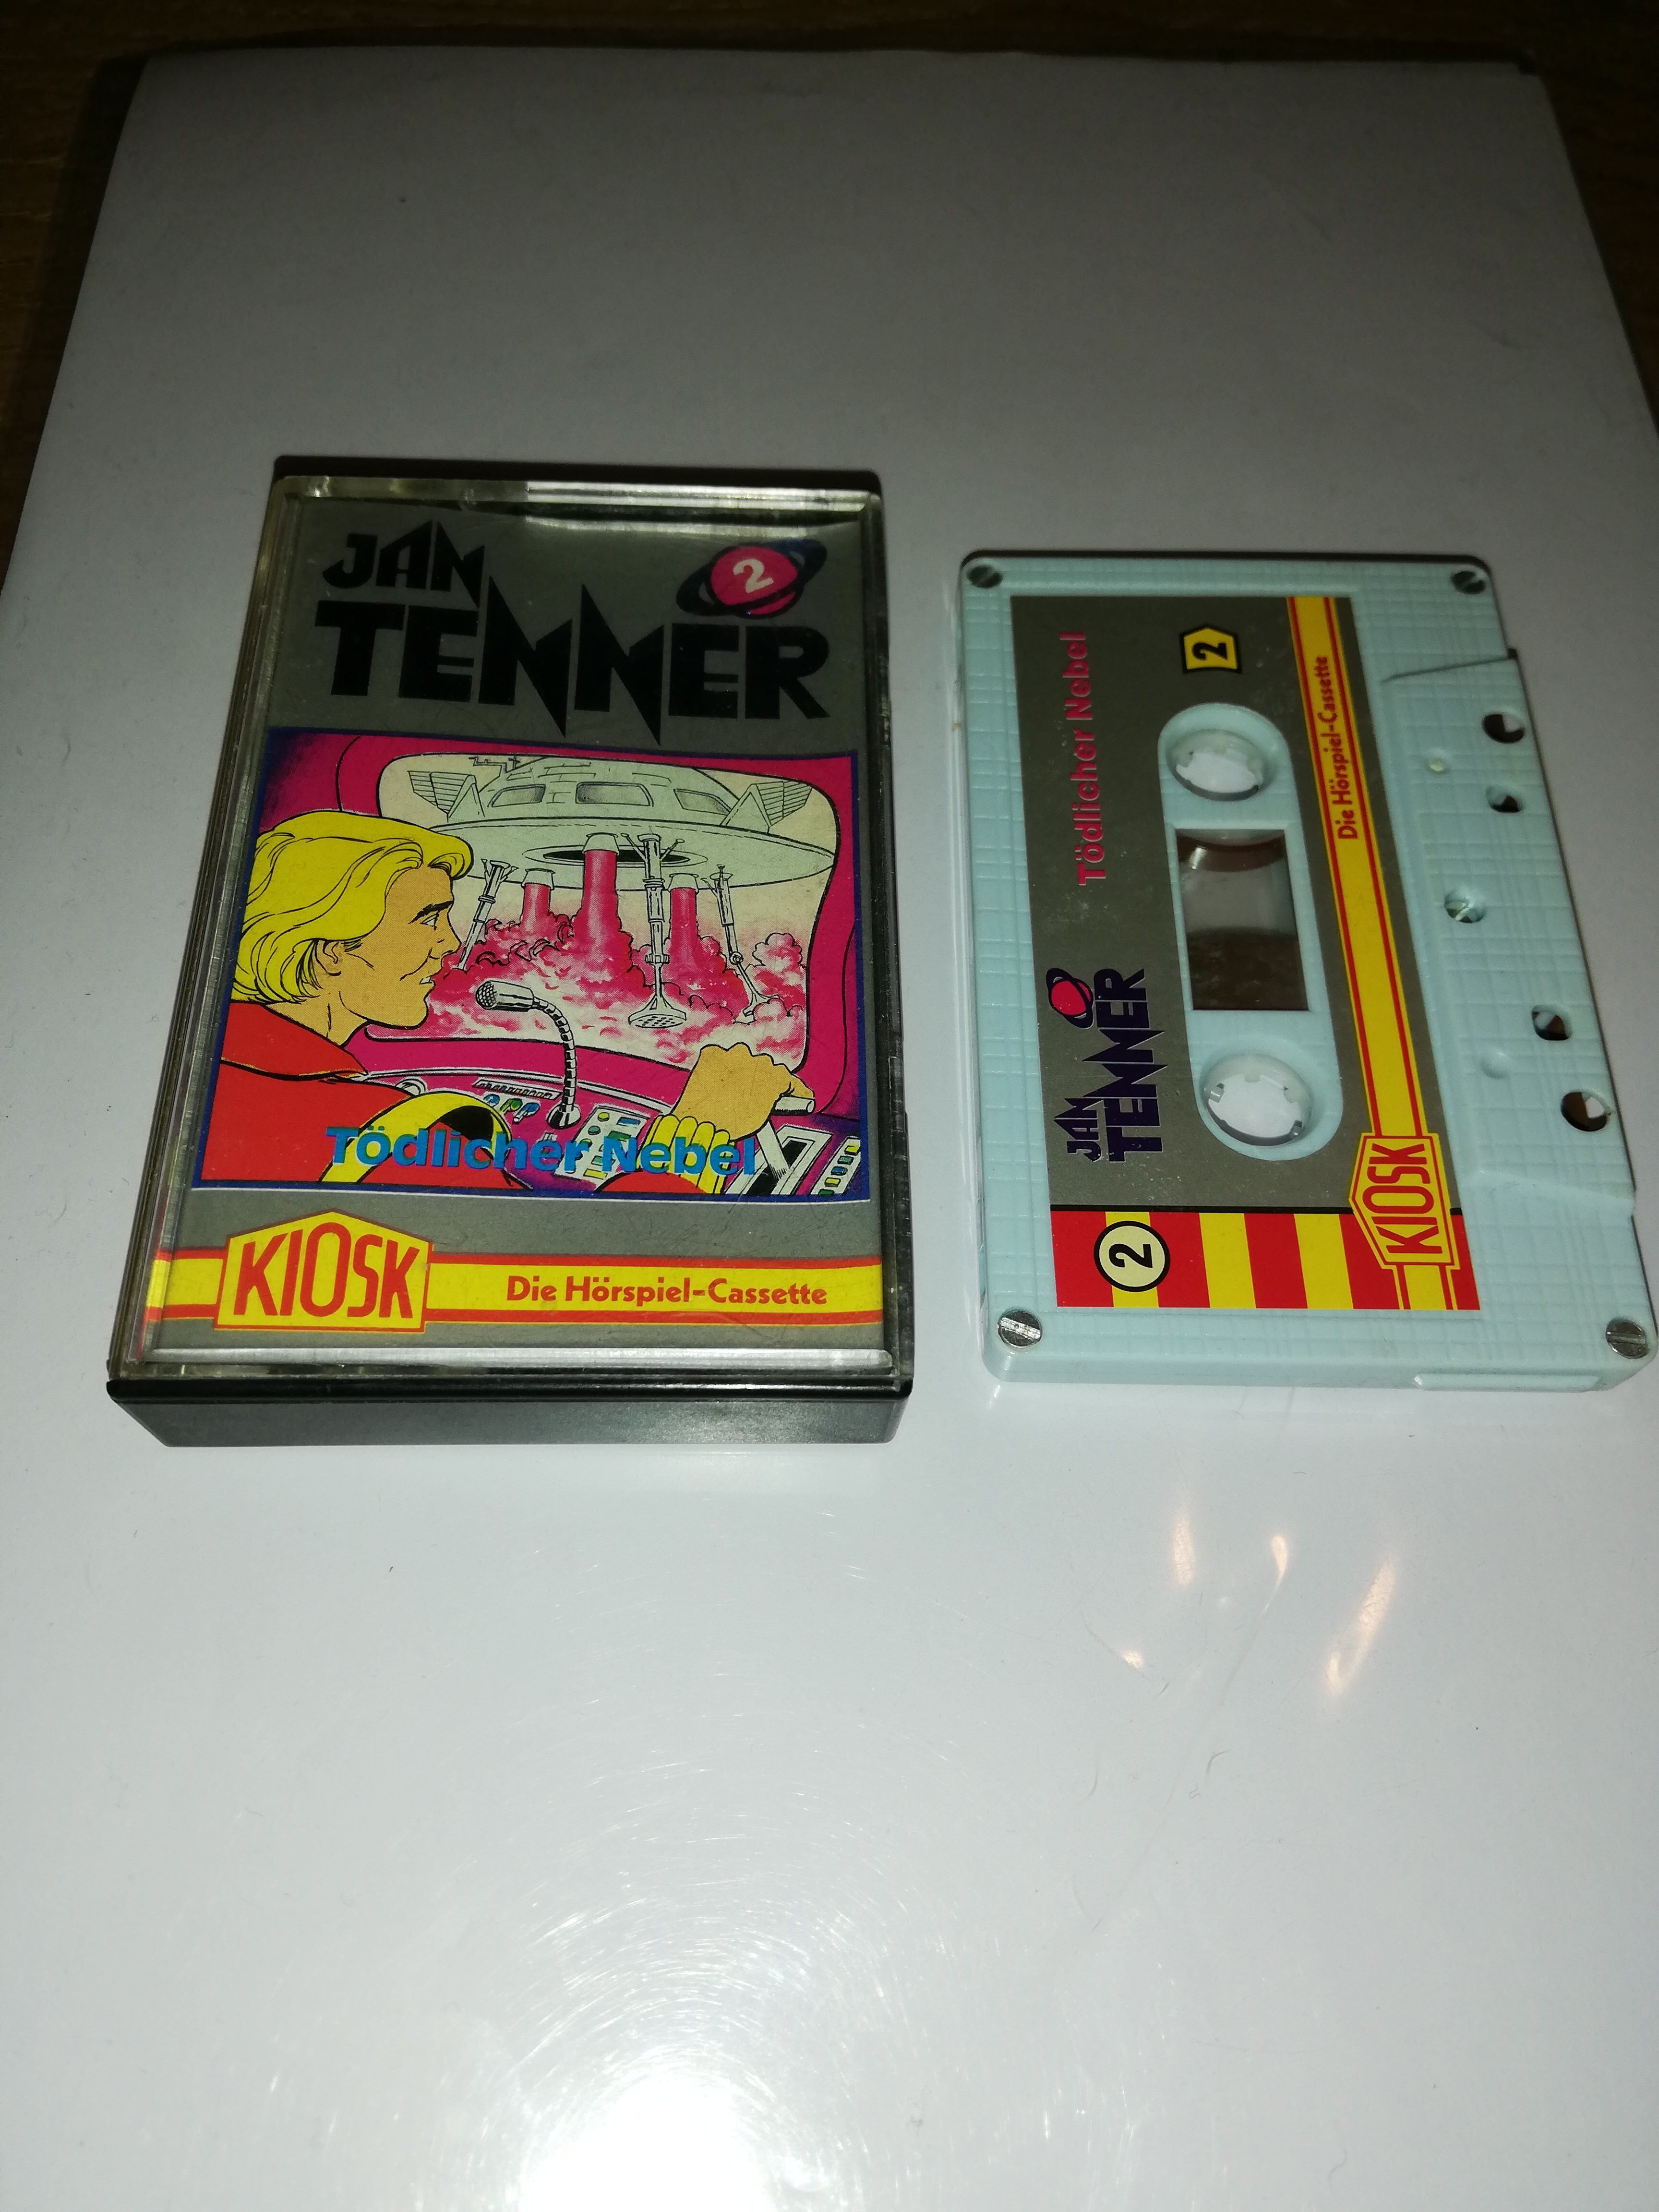 JAN
2
TENNER
Tödlicher Nebel
KIOSK
Die Hörspiel-Cassette
2
JAN
TENNER
Tödlicher Nebel
2
KIOSK
Die Hörspiel-Cassette